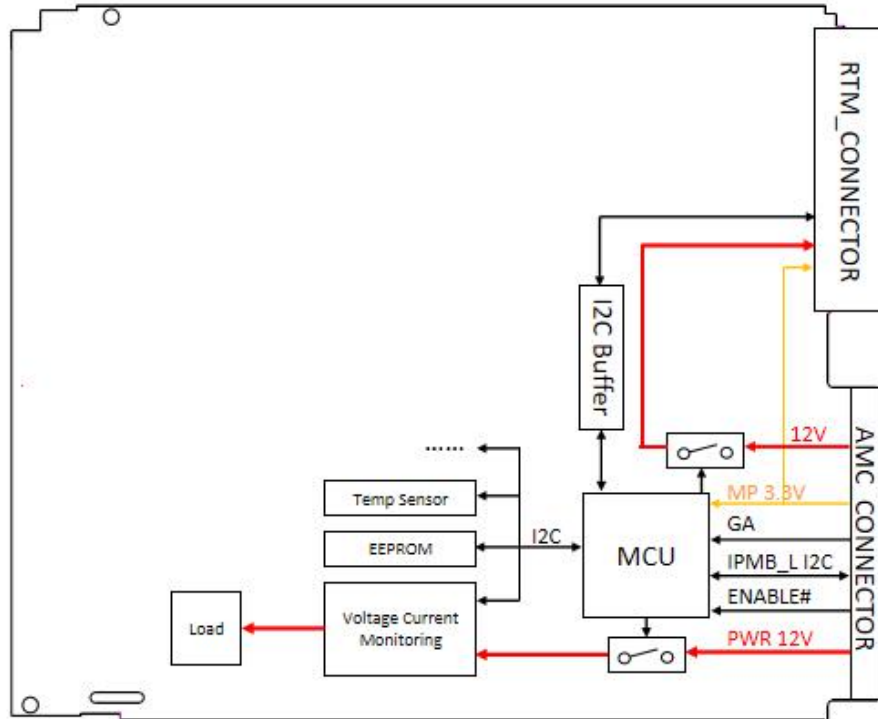 RTM_CONNECTOR
I2C Buffer
12V
AMC CONNECTOR
......
MP 3.3V
Temp Sensor
GA
I2C
EEPROM
MCU
IPMB_L I2C
ENABLE#
Voltage Current
Monitoring
Load
PWR 12V